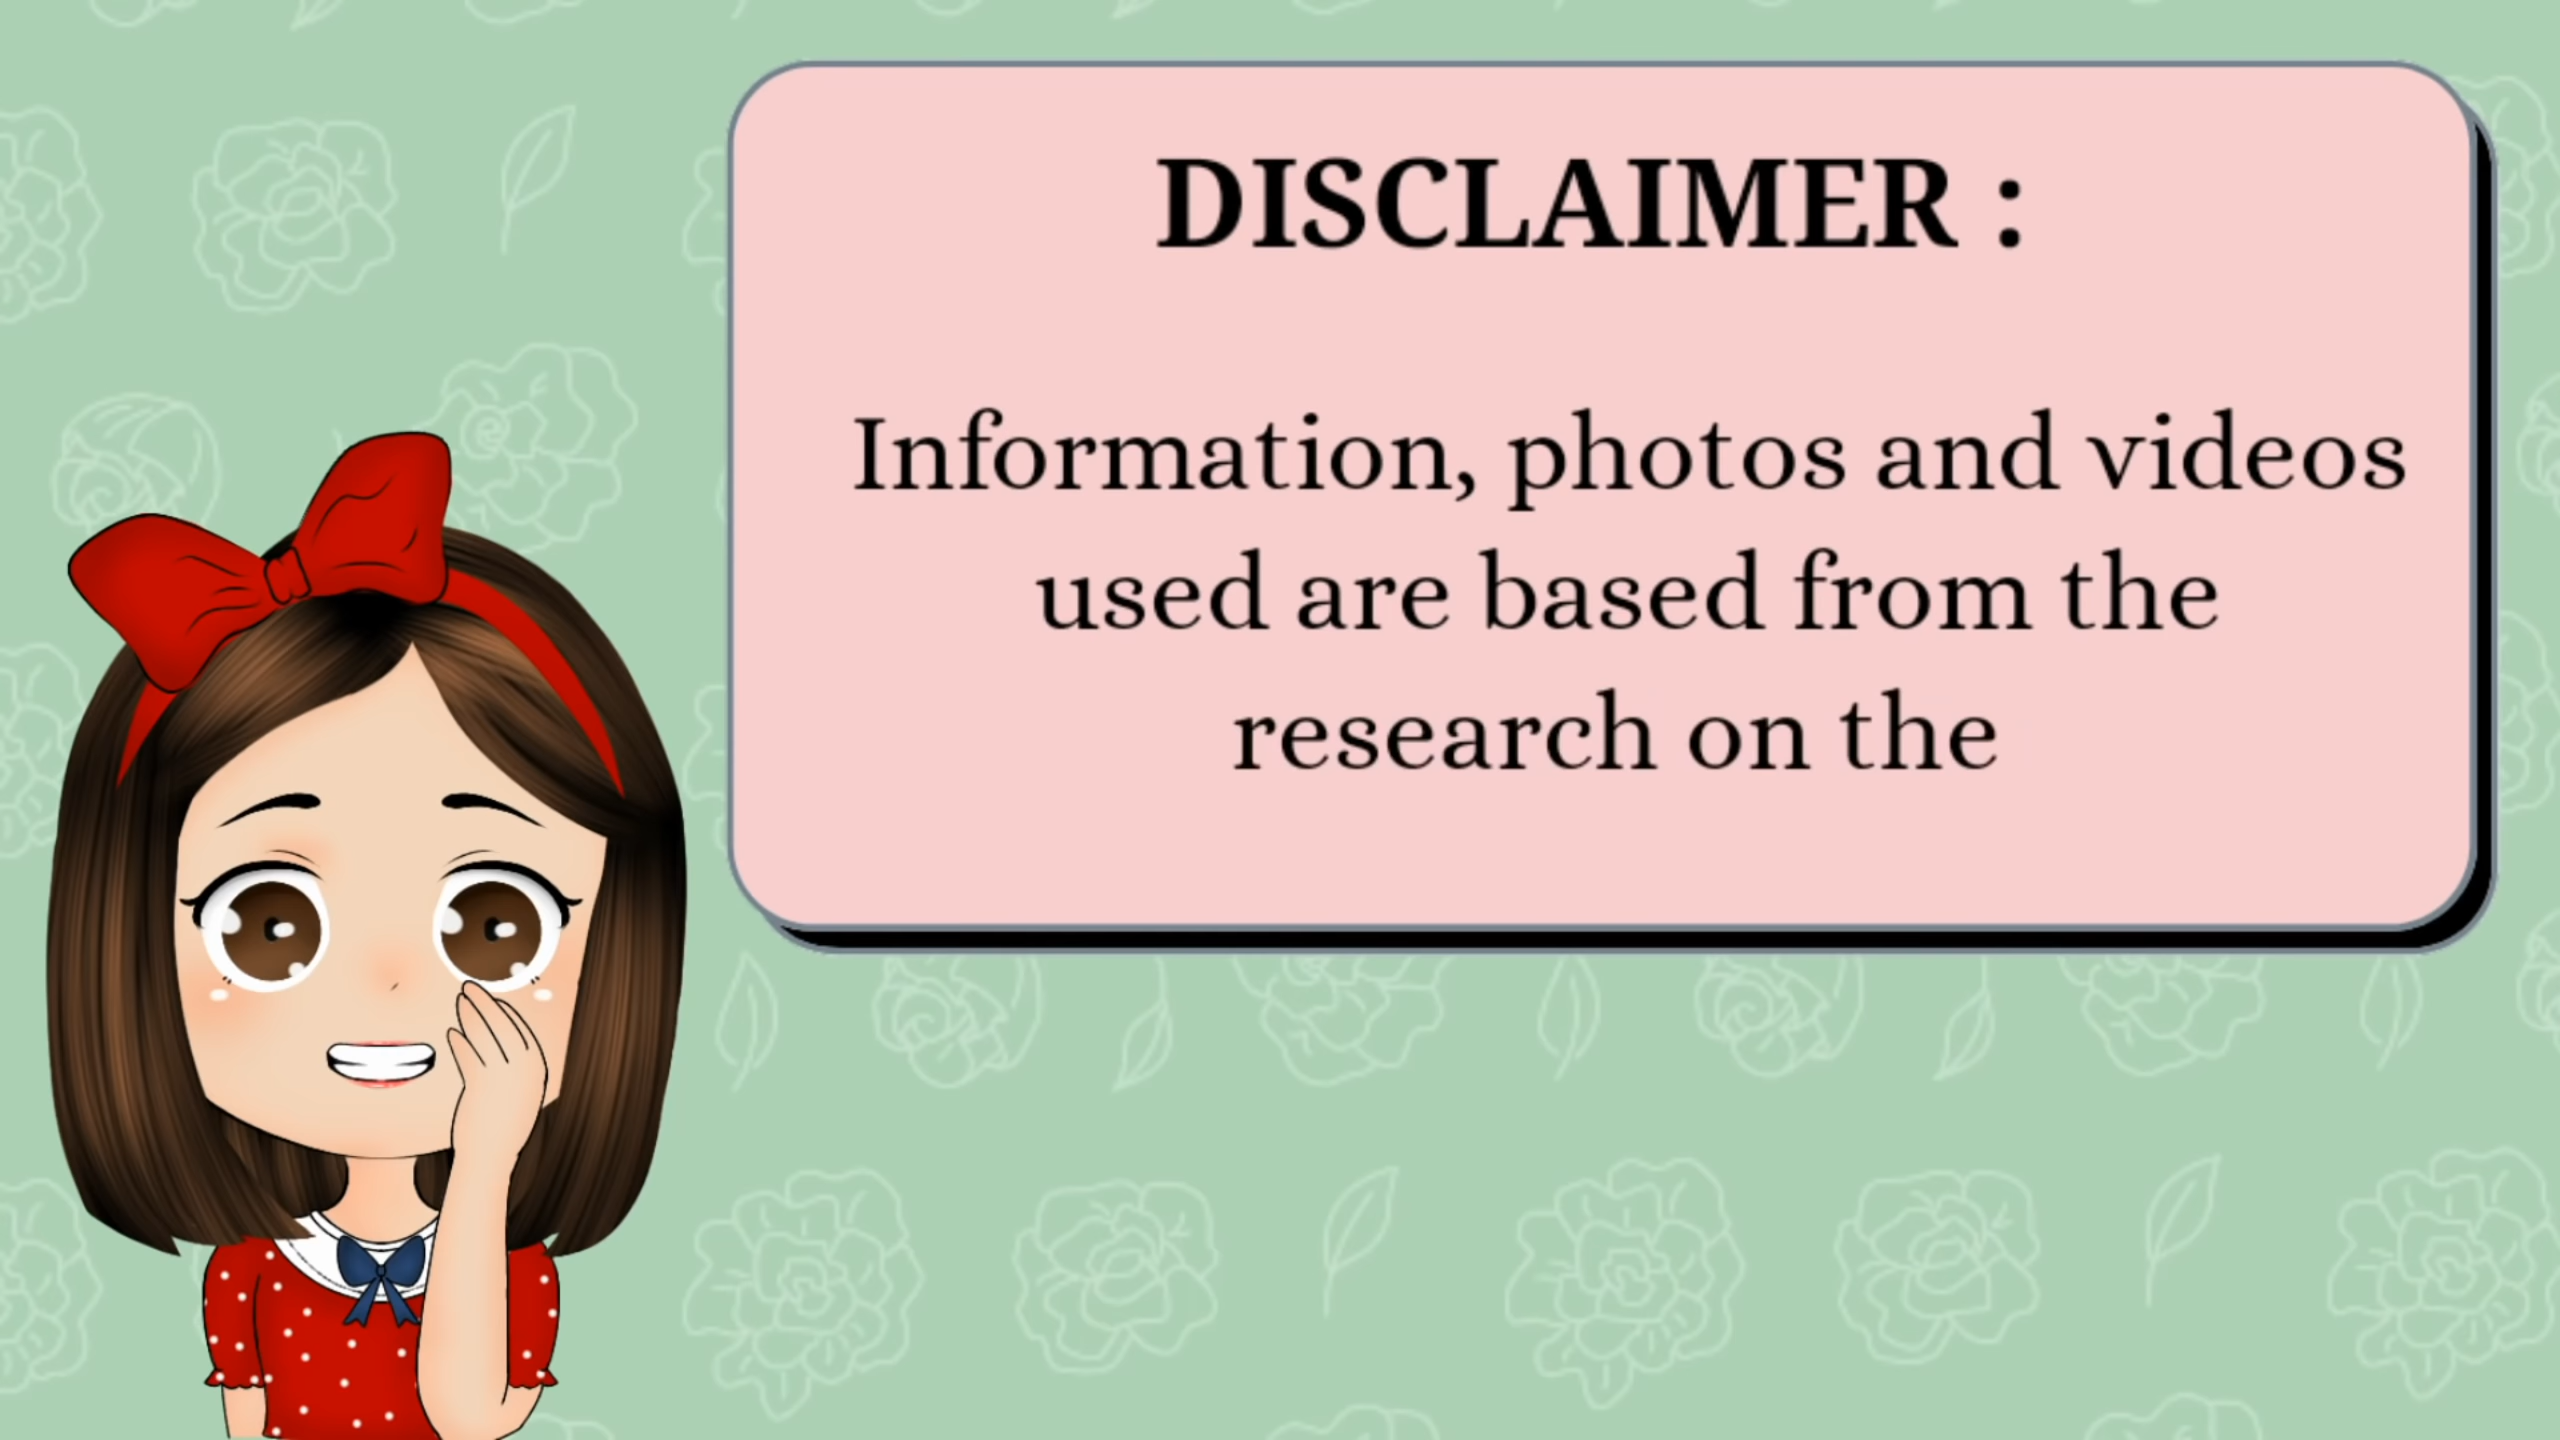 DISCLAIMER :
Information, photos and videos
used are based from the
research on the